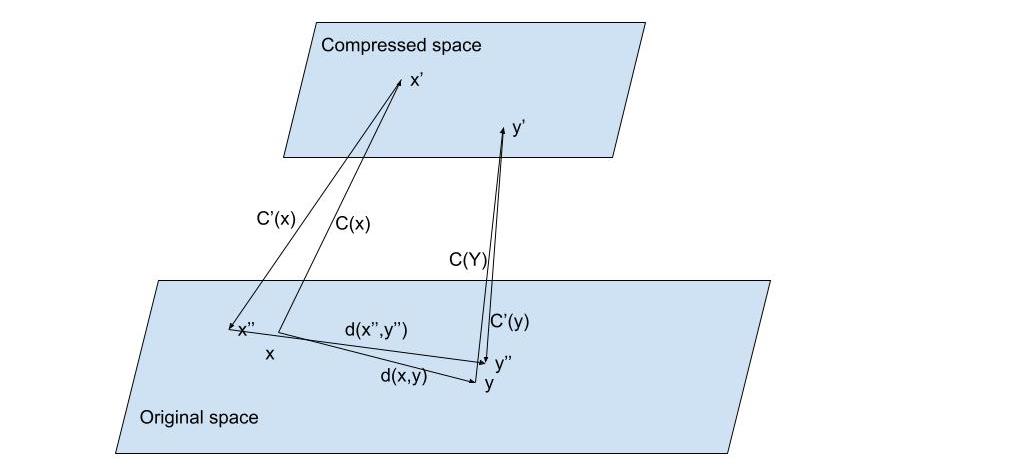 Compressed space
x’
y’
C’(x)
C(x)
C(Y)
C’(y)
x’’
d(x’’,y’’)
x
y’’
d(x,y)
y
Original space